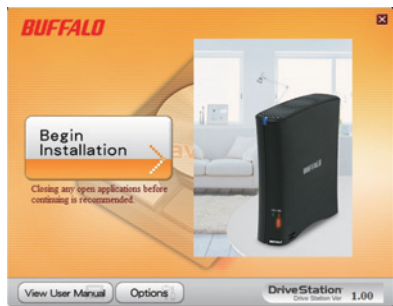 BUFFALO
Begin
Installation
Closing any open applications before
continuing is recommended.
BUFFALO
View User Manual
Options
DriveStation
Drive Station Ver 1.00